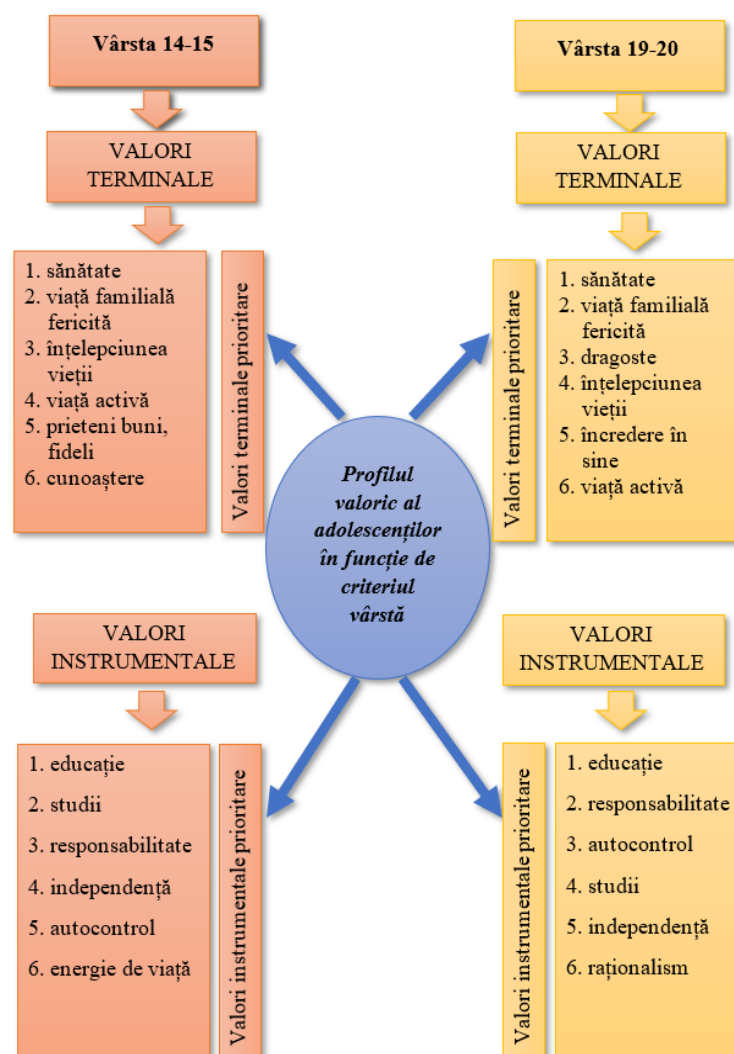 Vârsta 14-15
VALORI
TERMINALE
1. sănătate
2. viață familială
fericită
3. înțelepciunea
vieții
4. viață activă
5. prieteni buni,
fideli
6. cunoaștere
Valori terminale prioritare
Vârsta 19-20
VALORI
TERMINALE
Valori terminale prioritare
1. sănătate
2. viață familială
fericită
3. dragoste
4. înțelepciunea
vieții
5. încredere în
sine
6. viață activă
Profilul
valoric al
adolescenților
în funcție de
criteriul
vârstă
VALORI
INSTRUMENTALE
1. educație
2. studii
3. responsabilitate
4. independență
5. autocontrol
6. energie de viață
Valori instrumentale prioritare
VALORI
INSTRUMENTALE
Valori instrumentale prioritare
1. educație
2. responsabilitate
3. autocontrol
4. studii
5. independență
6. raționalism